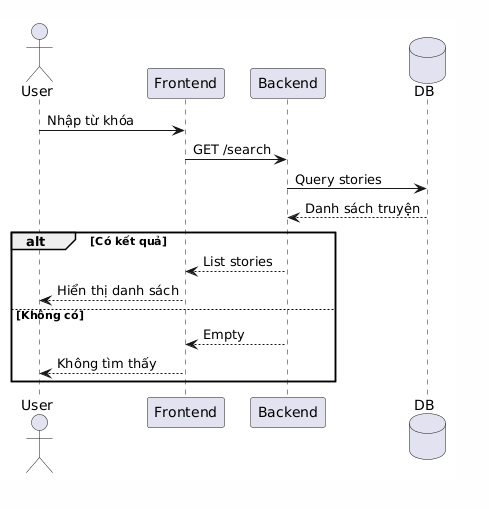 User
Frontend
Backend
DB
Nhập từ khóa
GET /search
Query stories
Danh sách truyện
alt
[Có kết quả]
List stories
Hiển thị danh sách
[Không có]
Empty
Không tìm thấy
User
Frontend
Backend
DB